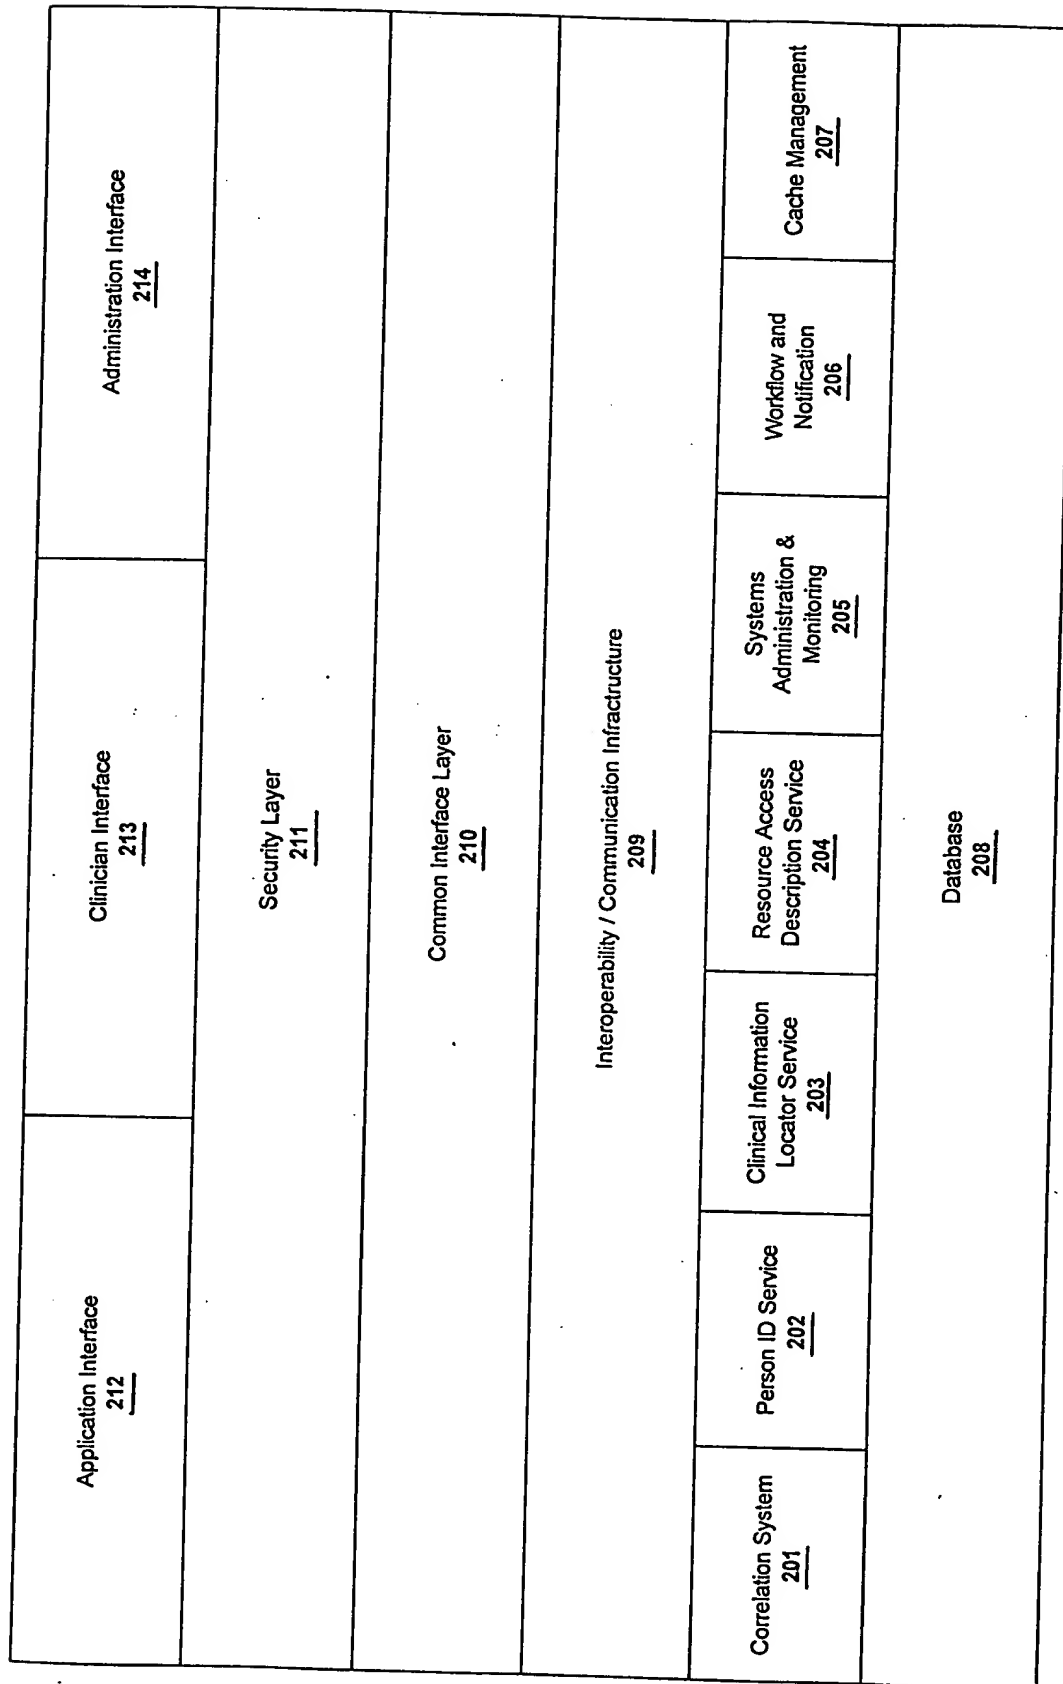 Application Interface
212
Clinician Interface
213
Administration Interface
214
Security Layer
211
Common Interface Layer
210
Interoperability / Communication Infractructure
209
Correlation System
201
Person ID Service
202
Clinical Information
Locator Service
203
Resource Access
Description Service
204
Systems
Administration &
Monitoring
205
Workflow and
Notification
206
Cache Management
207
Database
208